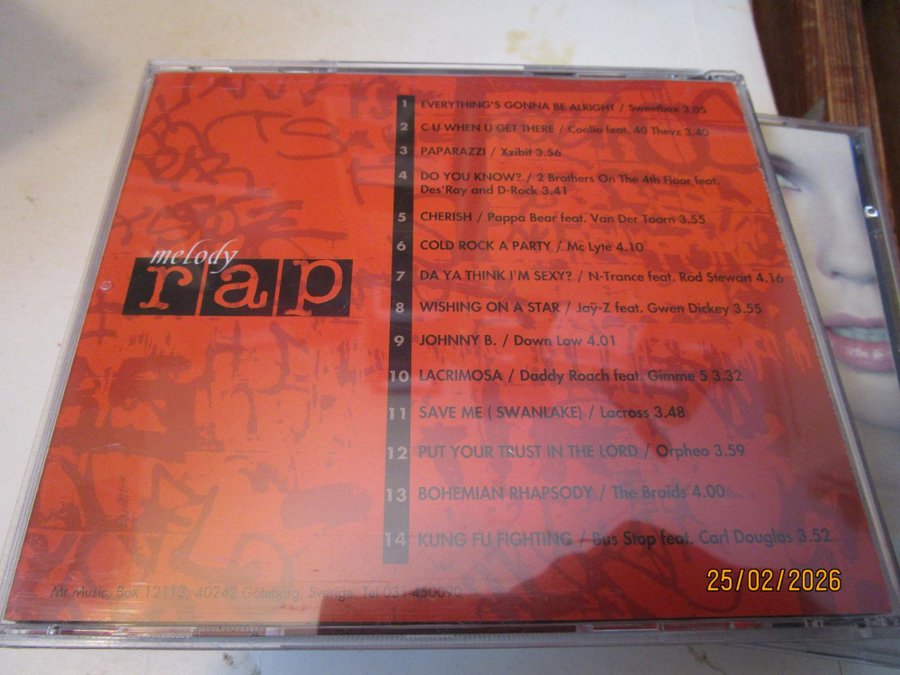 melody
rap
1 EVERYTHING'S GONNA BE ALRIGHT / Sweetbox 3.05
2 C U WHEN U GET THERE / Coolio feat. 40 Thevz 3.40
3 PAPARAZZI / Xzibit 3.56
4 DO YOU KNOW? / 2 Brothers On The 4th Floor feat.
Des'Ray and D-Rock 3.41
5 CHERISH / Pappa Bear feat. Van Der Toorn 3.55
6 COLD ROCK A PARTY / Mc Lyte 4.10
7 DA YA THINK I'M SEXY? / N-Trance feat. Rod Stewart 4.16
8 WISHING ON A STAR / Jaÿ-Z feat. Gwen Dickey 3.55
9 JOHNNY B. / Down Low 4.01
10 LACRIMOSA / Daddy Roach feat. Gimme 5 3.32
11 SAVE ME ( SWANLAKE) / Lacross 3.48
12 PUT YOUR TRUST IN THE LORD / Orpheo 3.59
13 BOHEMIAN RHAPSODY / The Braids 4.00
14 KUNG FU FIGHTING / Bus Stop feat. Carl Douglas 3.52
Mr Music, Box 12113, 40242 Göteborg, Sverige. Tel 031-450090
25/02/2026